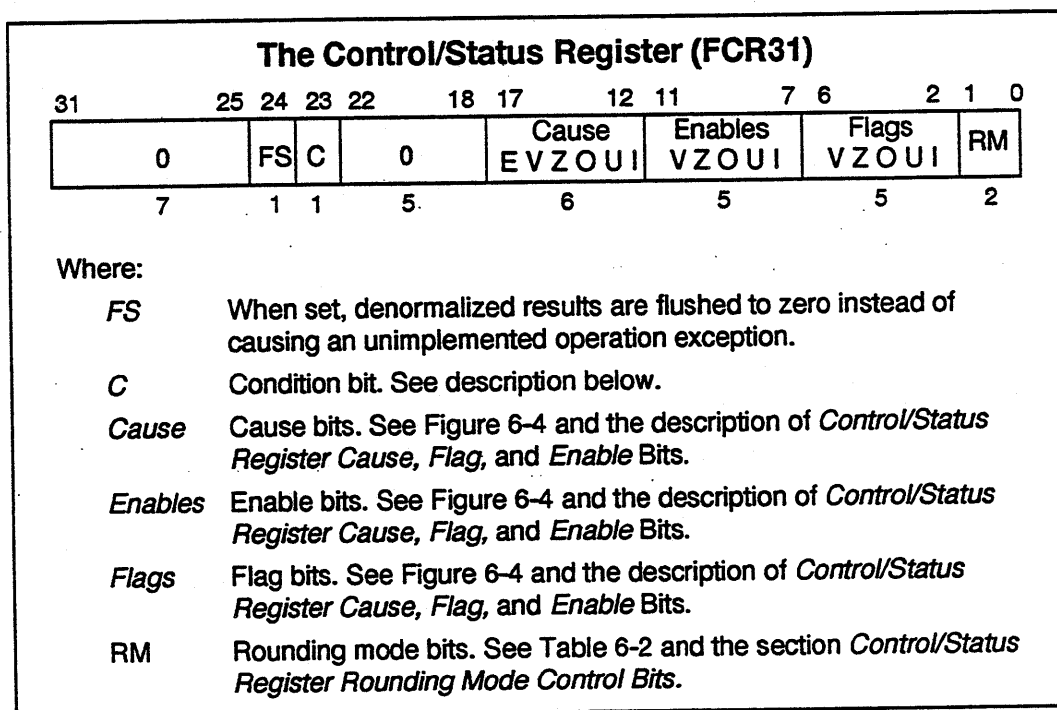 The Control/Status Register (FCR31)
31 25 24 23 22 18 17 12 11 7 6 2 1 0
0 FS C 0 Cause Enables Flags RM
E V Z O U I V Z O U I V Z O U I
7 1 1 5 6 5 5 2
Where:
FS When set, denormalized results are flushed to zero instead of
causing an unimplemented operation exception.
C Condition bit. See description below.
Cause Cause bits. See Figure 6-4 and the description of Control/Status
Register Cause, Flag, and Enable Bits.
Enables Enable bits. See Figure 6-4 and the description of Control/Status
Register Cause, Flag, and Enable Bits.
Flags Flag bits. See Figure 6-4 and the description of Control/Status
Register Cause, Flag, and Enable Bits.
RM Rounding mode bits. See Table 6-2 and the section Control/Status
Register Rounding Mode Control Bits.